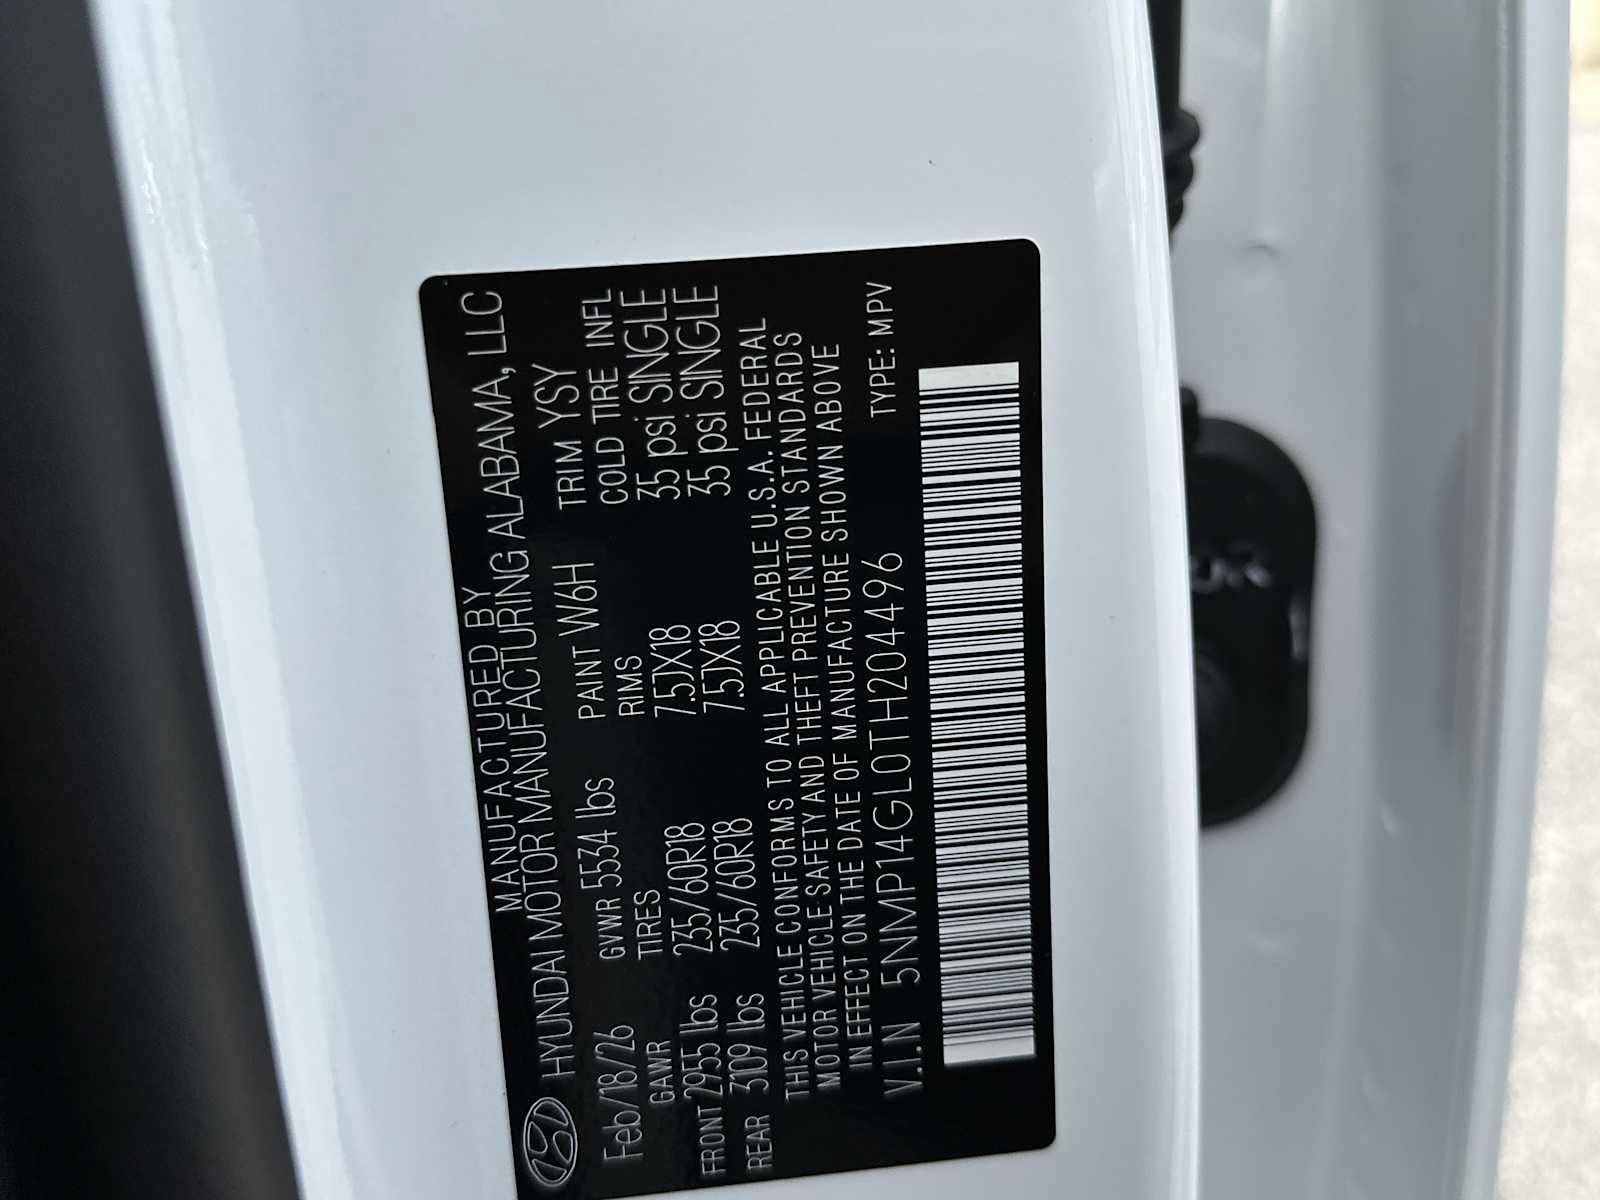 MANUFACTURED BY
HYUNDAI MOTOR MANUFACTURING ALABAMA, LLC
Feb/18/26 GVWR 5534 lbs PAINT W6H TRIM YSY
GAWR TIRES RIMS COLD TIRE INFL
FRONT 2955 lbs 235/60R18 7.5JX18 35 psi SINGLE
REAR 3109 lbs 235/60R18 7.5JX18 35 psi SINGLE
THIS VEHICLE CONFORMS TO ALL APPLICABLE U.S.A. FEDERAL
MOTOR VEHICLE SAFETY AND THEFT PREVENTION STANDARDS
IN EFFECT ON THE DATE OF MANUFACTURE SHOWN ABOVE
V.I.N 5NMP14GL0TH204496 TYPE: MPV